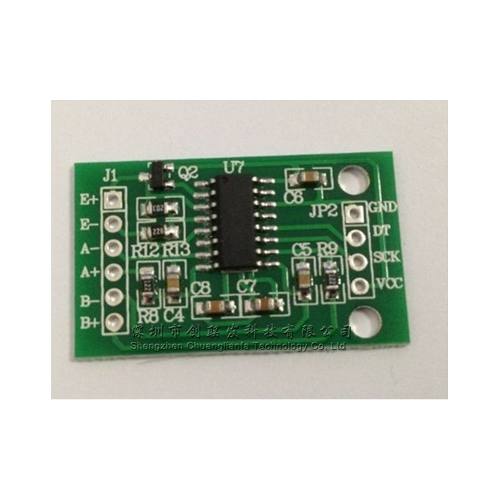 J1
Q2
U7
C6
JP2
E+
E-
A-
A+
B-
B+
GND
DT
SCK
VCC
R12 R13
C5 R9
R8 C4
C8
C7
深圳市创联发科技有限公司
Shenzhen Chuanglianfa Technology Co, Ltd